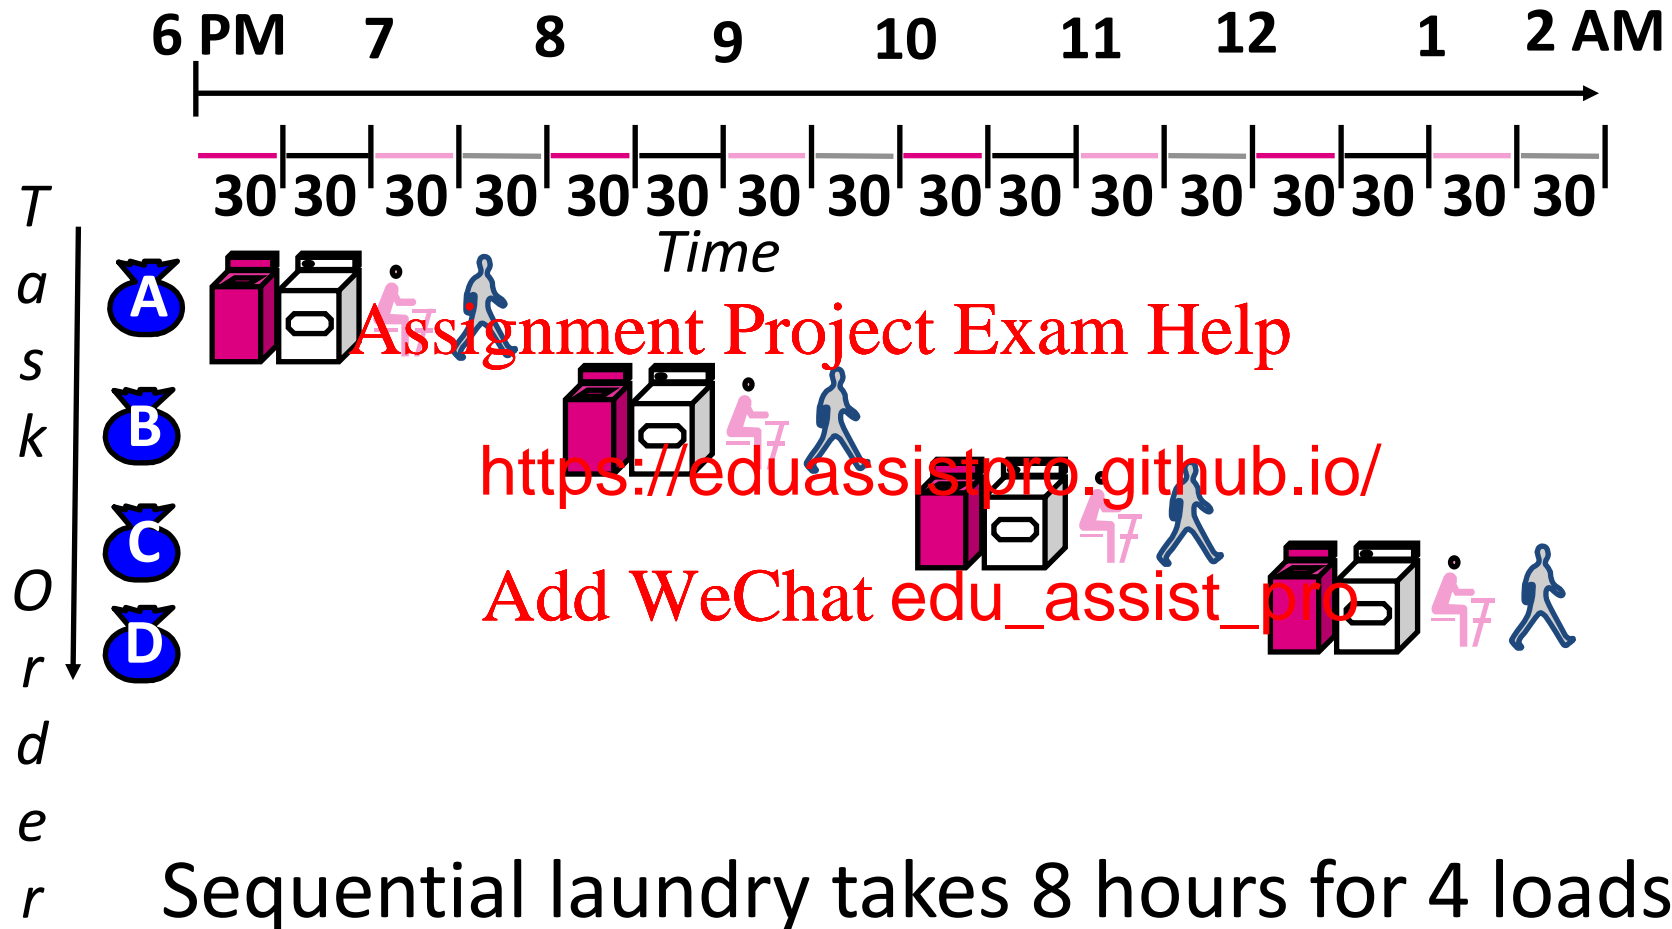 6 PM 7 8 9 10 11 12 1 2 AM
30 30 30 30 30 30 30 30 30 30 30 30 30 30 30 30
Time
Task Order
A
Assignment Project Exam Help
B
https://eduassistpro.github.io/
C
Add WeChat edu_assist_pro
D
Sequential laundry takes 8 hours for 4 loads